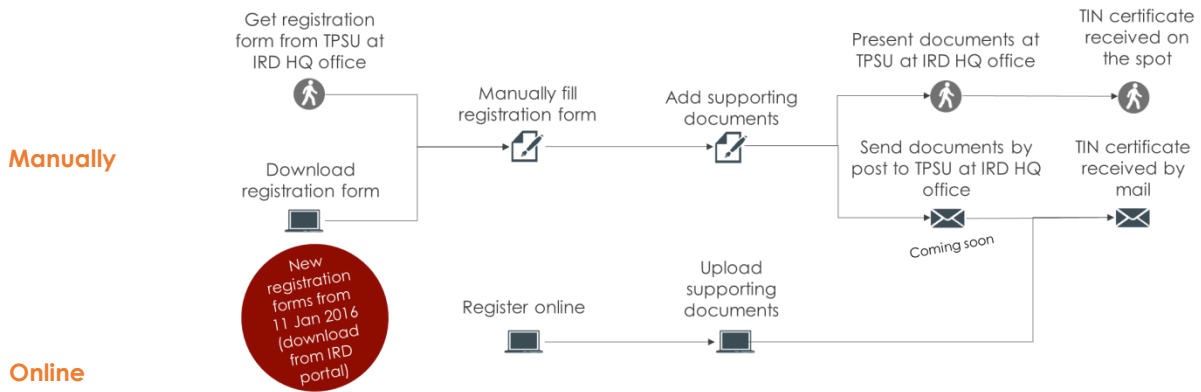 Get registration
form from TPSU at
IRD HQ office
Manually fill
registration form
Add supporting
documents
Present documents at
TPSU at IRD HQ office
TIN certificate
received on
the spot
Manually
Download
registration form
Send documents by
post to TPSU at IRD HQ
office
Coming soon
TIN certificate
received by
mail
New
registration
forms from
11 Jan 2016
(download
from IRD
portal)
Register online
Upload
supporting
documents
Online